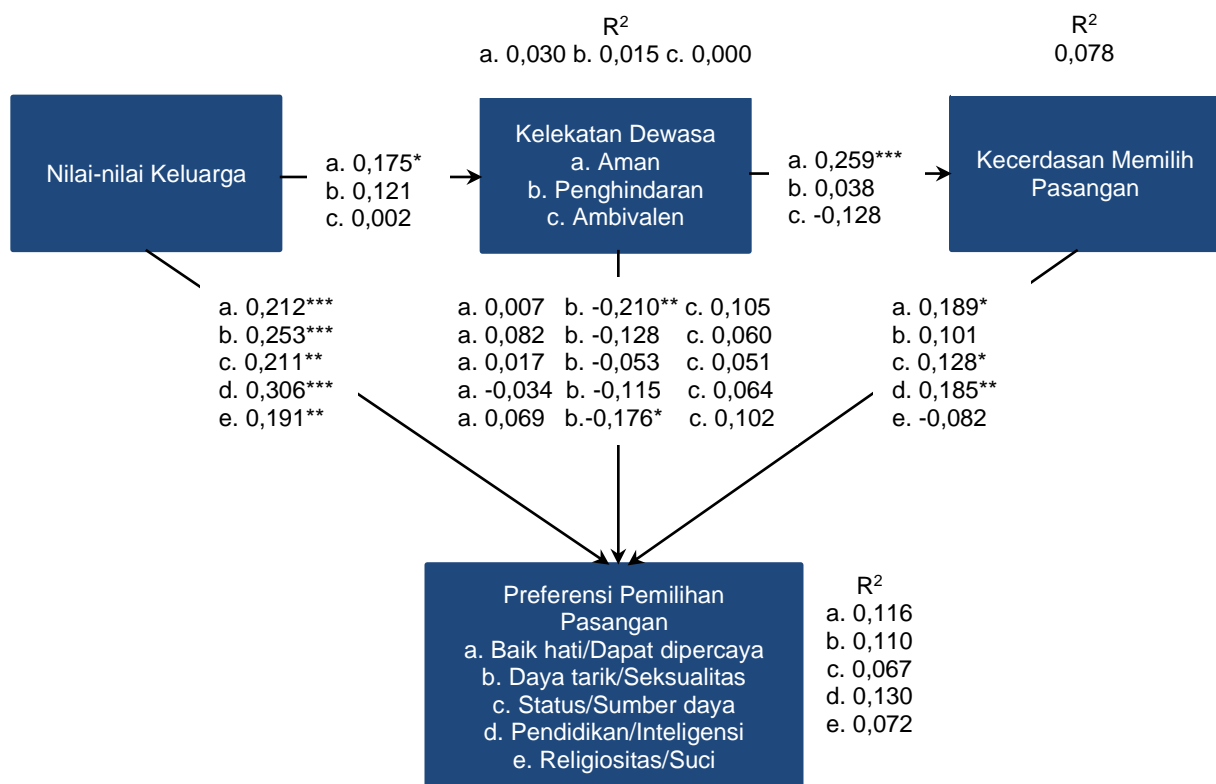 R²
a. 0,030 b. 0,015 c. 0,000
R²
0,078
Nilai-nilai Keluarga
a. 0,175*
b. 0,121
c. 0,002
Kelekatan Dewasa
a. Aman
b. Penghindaran
c. Ambivalen
a. 0,259***
b. 0,038
c. -0,128
Kecerdasan Memilih
Pasangan
a. 0,212***
b. 0,253***
c. 0,211**
d. 0,306***
e. 0,191**
a. 0,007 b. -0,210** c. 0,105
a. 0,082 b. -0,128 c. 0,060
a. 0,017 b. -0,053 c. 0,051
a. -0,034 b. -0,115 c. 0,064
a. 0,069 b.-0,176* c. 0,102
a. 0,189*
b. 0,101
c. 0,128*
d. 0,185**
e. -0,082
Preferensi Pemilihan
Pasangan
a. Baik hati/Dapat dipercaya
b. Daya tarik/Seksualitas
c. Status/Sumber daya
d. Pendidikan/Inteligensi
e. Religiositas/Suci
R²
a. 0,116
b. 0,110
c. 0,067
d. 0,130
e. 0,072